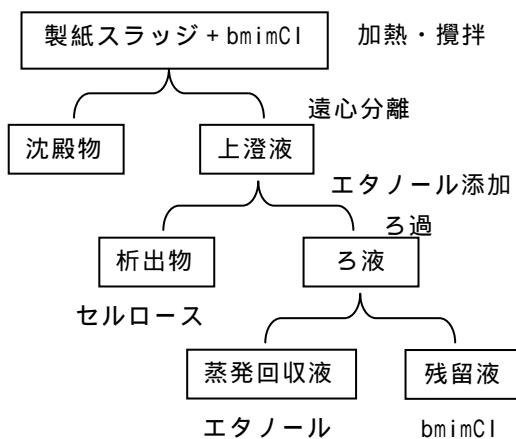 製紙スラッジ+bmimCl
加熱・攪拌
遠心分離
沈殿物
上澄液
エタノール添加
ろ過
析出物
ろ液
セルロース
蒸発回収液
残留液
エタノール
bmimCl